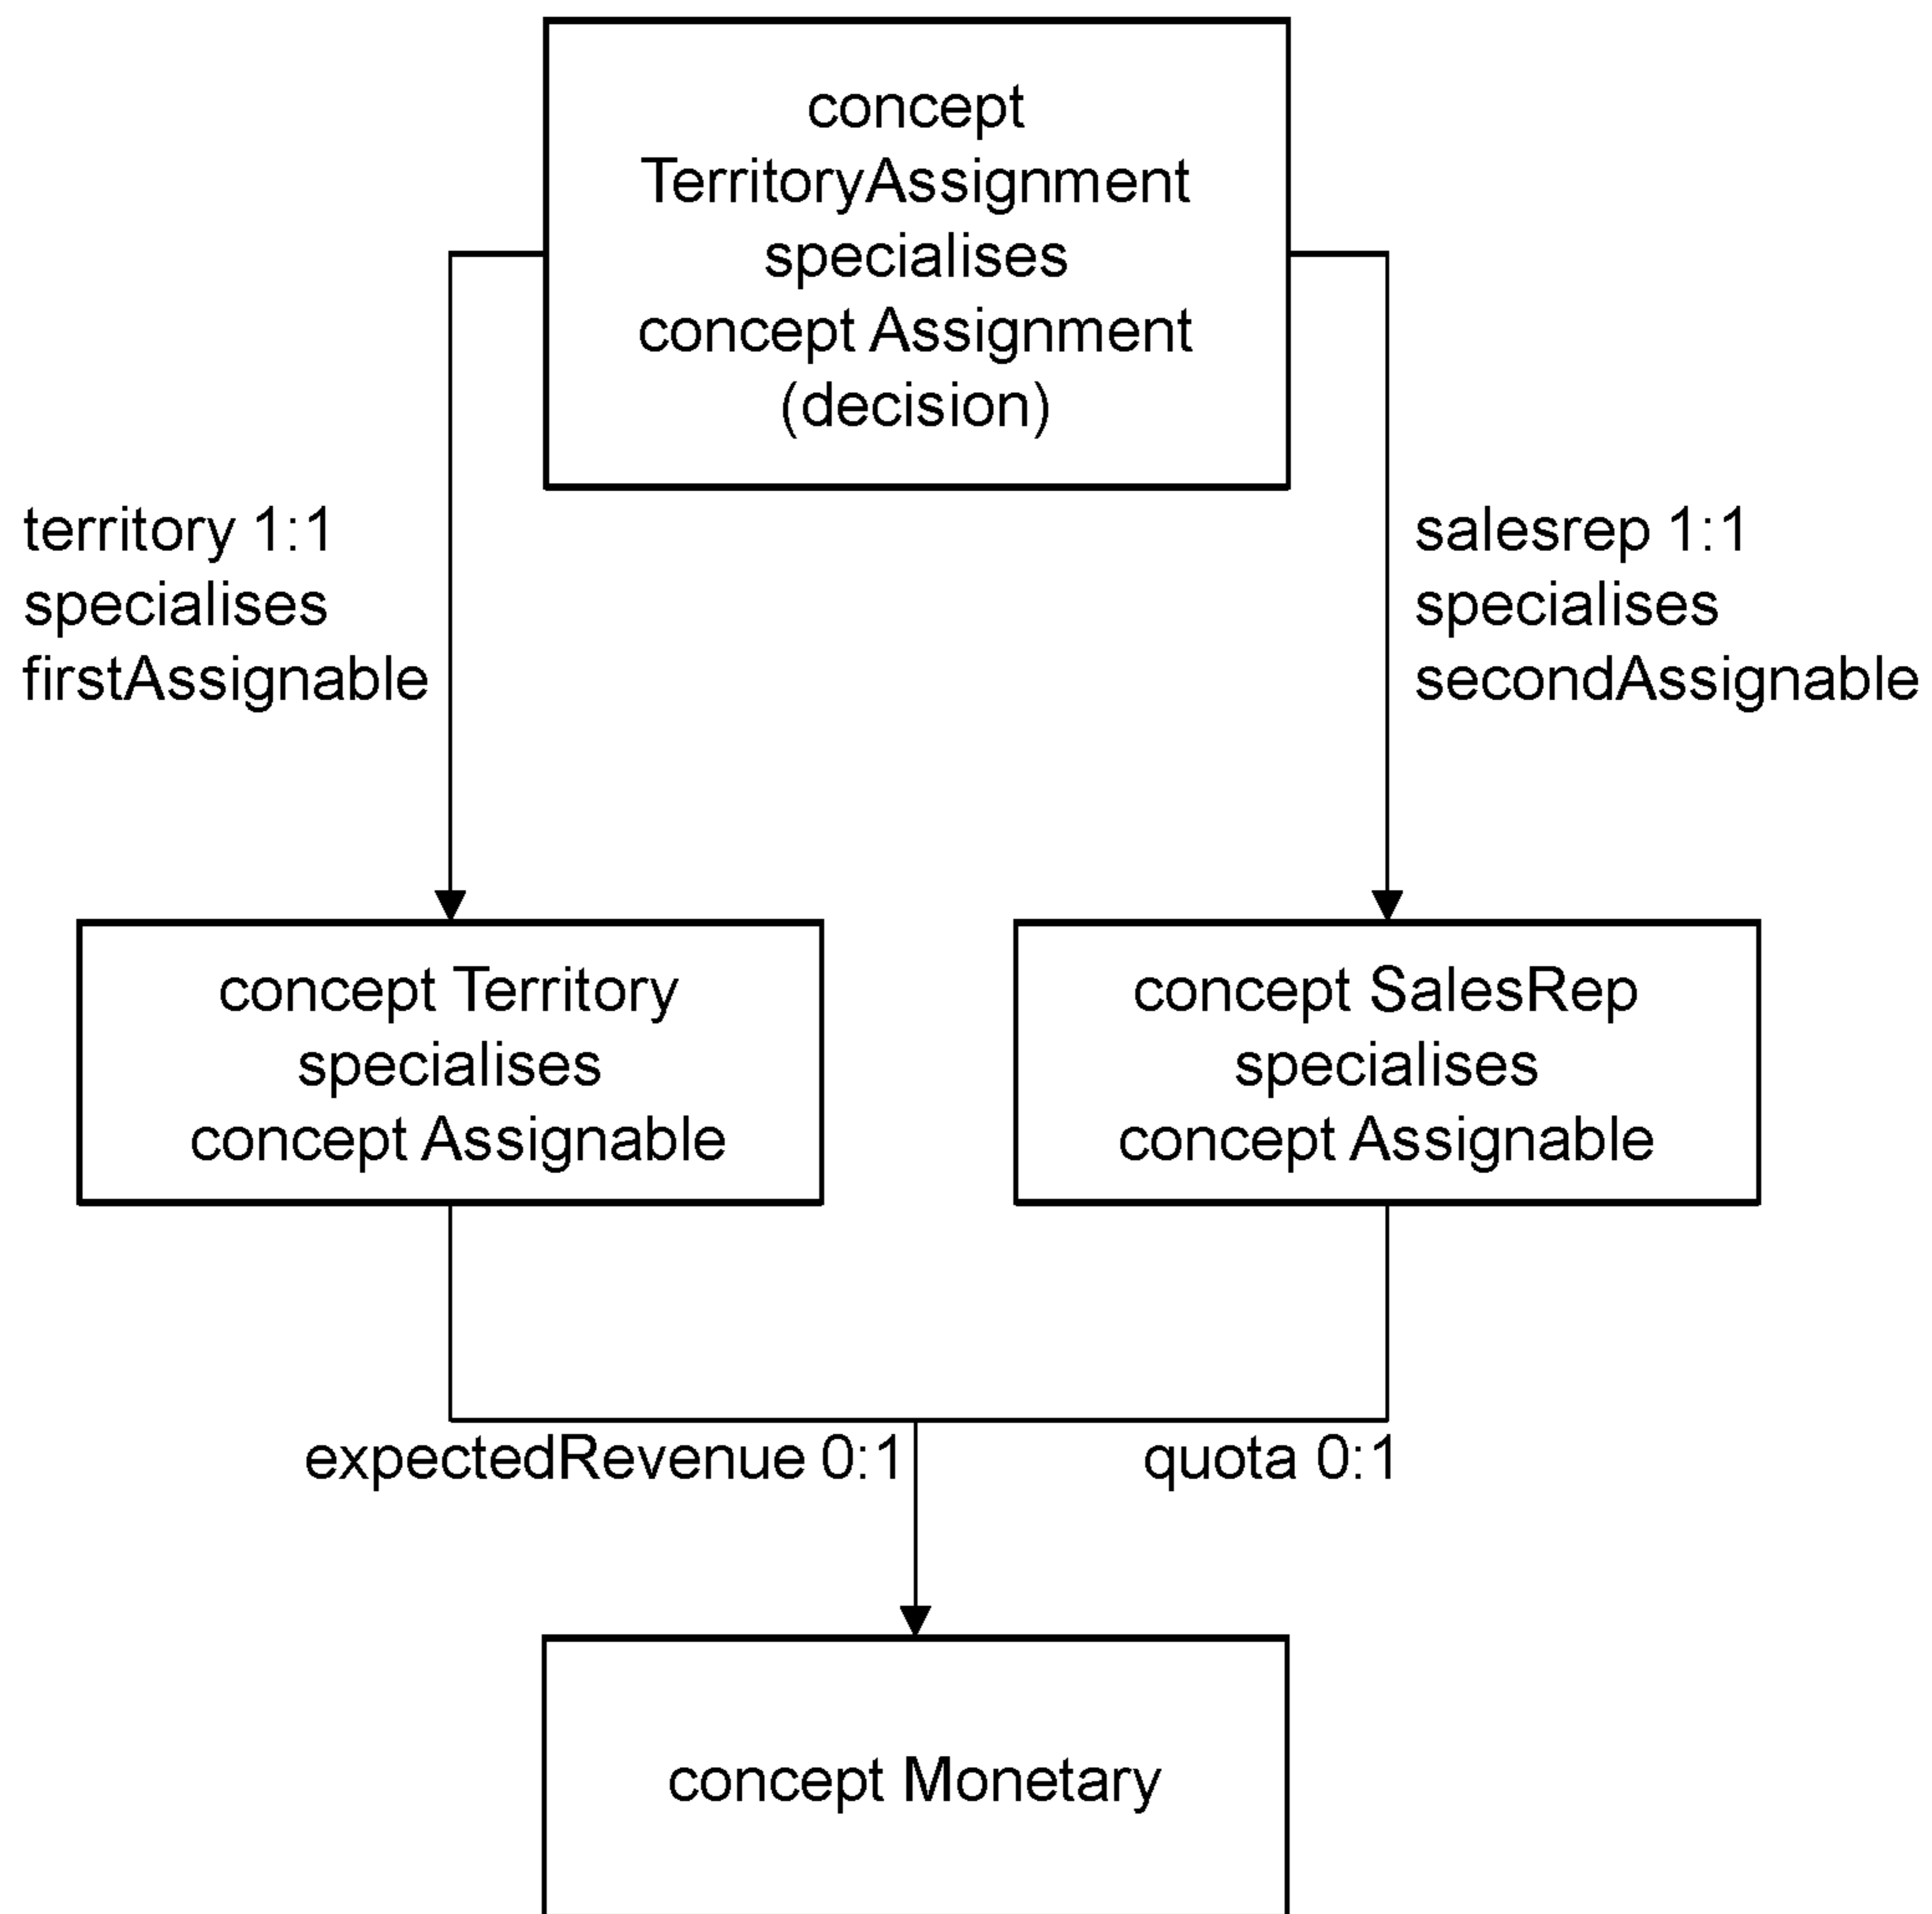 concept
TerritoryAssignment
specialises
concept Assignment
(decision)
territory 1:1
specialises
firstAssignable
salesrep 1:1
specialises
secondAssignable
concept Territory
specialises
concept Assignable
concept SalesRep
specialises
concept Assignable
expectedRevenue 0:1
quota 0:1
concept Monetary